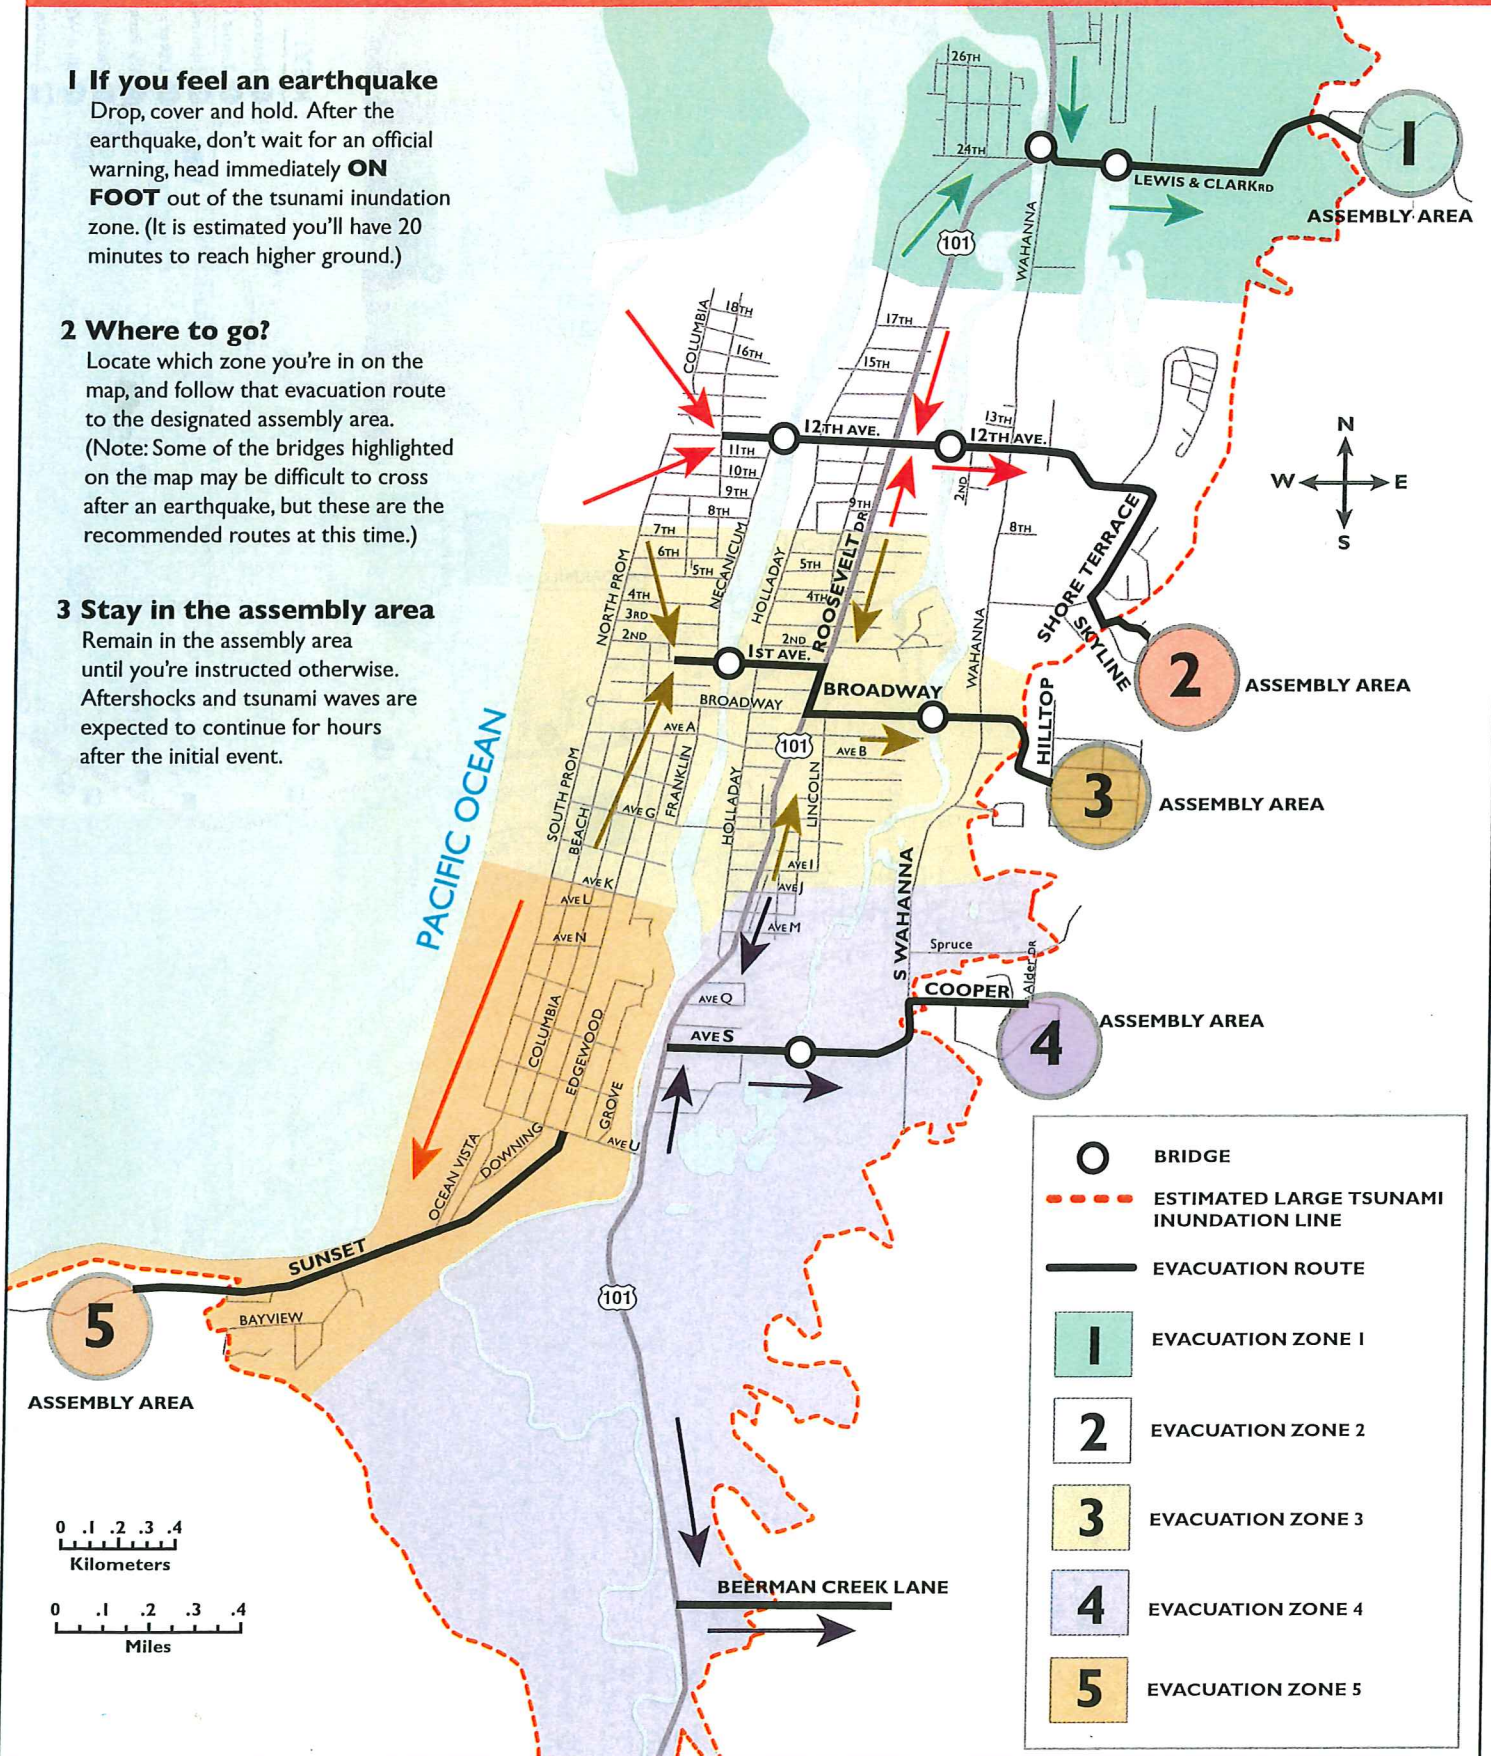 1 If you feel an earthquake
Drop, cover and hold. After the
earthquake, don't wait for an official
warning, head immediately ON
FOOT out of the tsunami inundation
zone. (It is estimated you'll have 20
minutes to reach higher ground.)
2 Where to go?
Locate which zone you're in on the
map, and follow that evacuation route
to the designated assembly area.
(Note: Some of the bridges highlighted
on the map may be difficult to cross
after an earthquake, but these are the
recommended routes at this time.)
3 Stay in the assembly area
Remain in the assembly area
until you're instructed otherwise.
Aftershocks and tsunami waves are
expected to continue for hours
after the initial event.
26TH
24TH
LEWIS & CLARK RD
1
ASSEMBLY AREA
101
WAHANNA
COLUMBIA
18TH
16TH
17TH
15TH
13TH
12TH AVE.
12TH AVE.
11TH
10TH
9TH
8TH
9TH
2ND
8TH
N
W
E
S
7TH
6TH
5TH
4TH
3RD
2ND
NORTH PROM
NECANICUM
HOLLADAY
5TH
4TH
2ND
ROOSEVELT DR
WAHANNA
SHORE TERRACE
SKYLINE
2
ASSEMBLY AREA
1ST AVE.
BROADWAY
BROADWAY
HILLTOP
3
ASSEMBLY AREA
101
AVE A
AVE B
PACIFIC OCEAN
SOUTH PROM
BEACH
AVE G
FRANKLIN
HOLLADAY
LINCOLN
AVE I
AVE J
AVE K
AVE L
AVE M
AVE N
S WAHANNA
Spruce
Alder DR
COOPER
4
ASSEMBLY AREA
AVE Q
AVE S
COLUMBIA
EDGEWOOD
GROVE
AVE U
OCEAN VISTA
DOWNING
SUNSET
BAYVIEW
5
ASSEMBLY AREA
101
BEERMAN CREEK LANE
0 .1 .2 .3 .4
Kilometers
0 .1 .2 .3 .4
Miles
BRIDGE
ESTIMATED LARGE TSUNAMI
INUNDATION LINE
EVACUATION ROUTE
1 EVACUATION ZONE 1
2 EVACUATION ZONE 2
3 EVACUATION ZONE 3
4 EVACUATION ZONE 4
5 EVACUATION ZONE 5